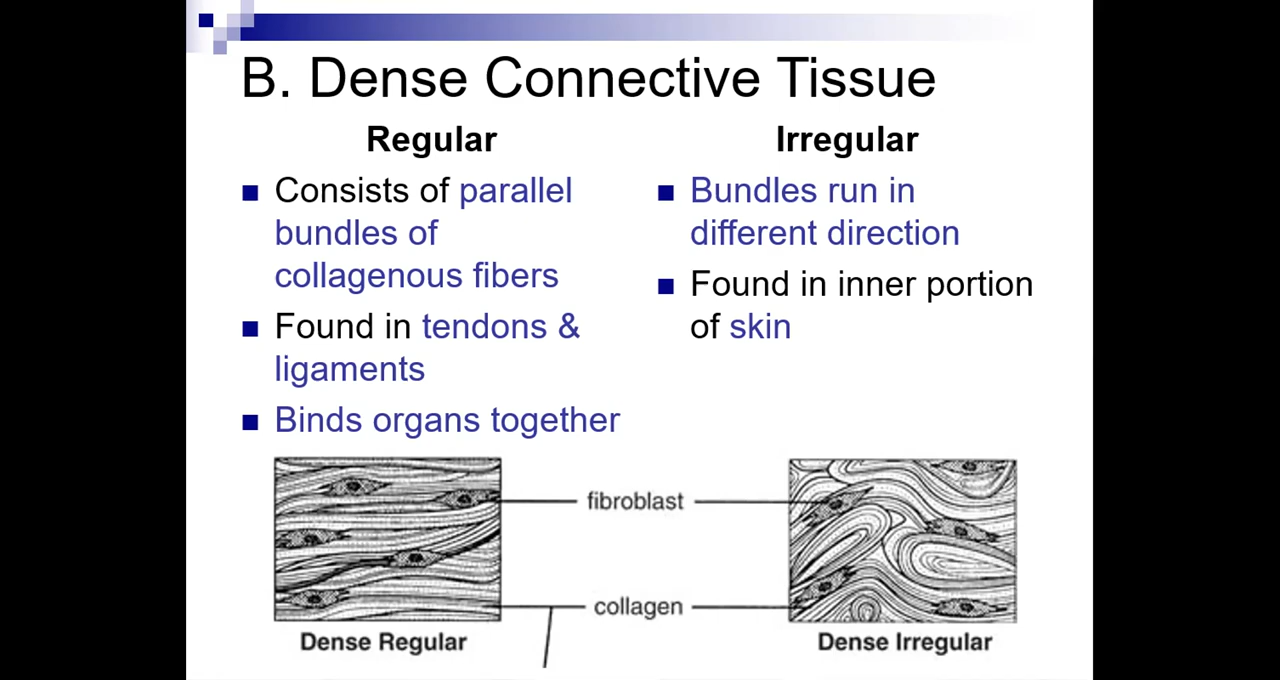 B. Dense Connective Tissue
Regular
Consists of parallel
bundles of
collagenous fibers
Found in tendons &
ligaments
Binds organs together
Irregular
Bundles run in
different direction
Found in inner portion
of skin
fibroblast
collagen
Dense Regular
Dense Irregular